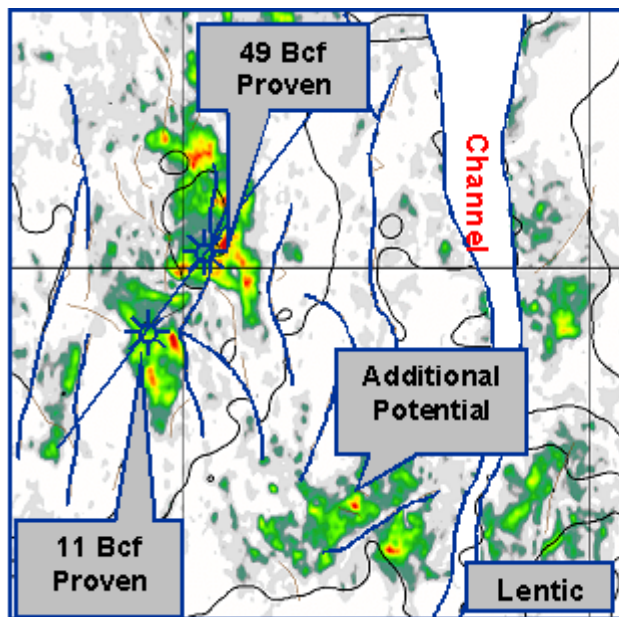 49 Bcf
Proven
Channel
Additional
Potential
11 Bcf
Proven
Lentic